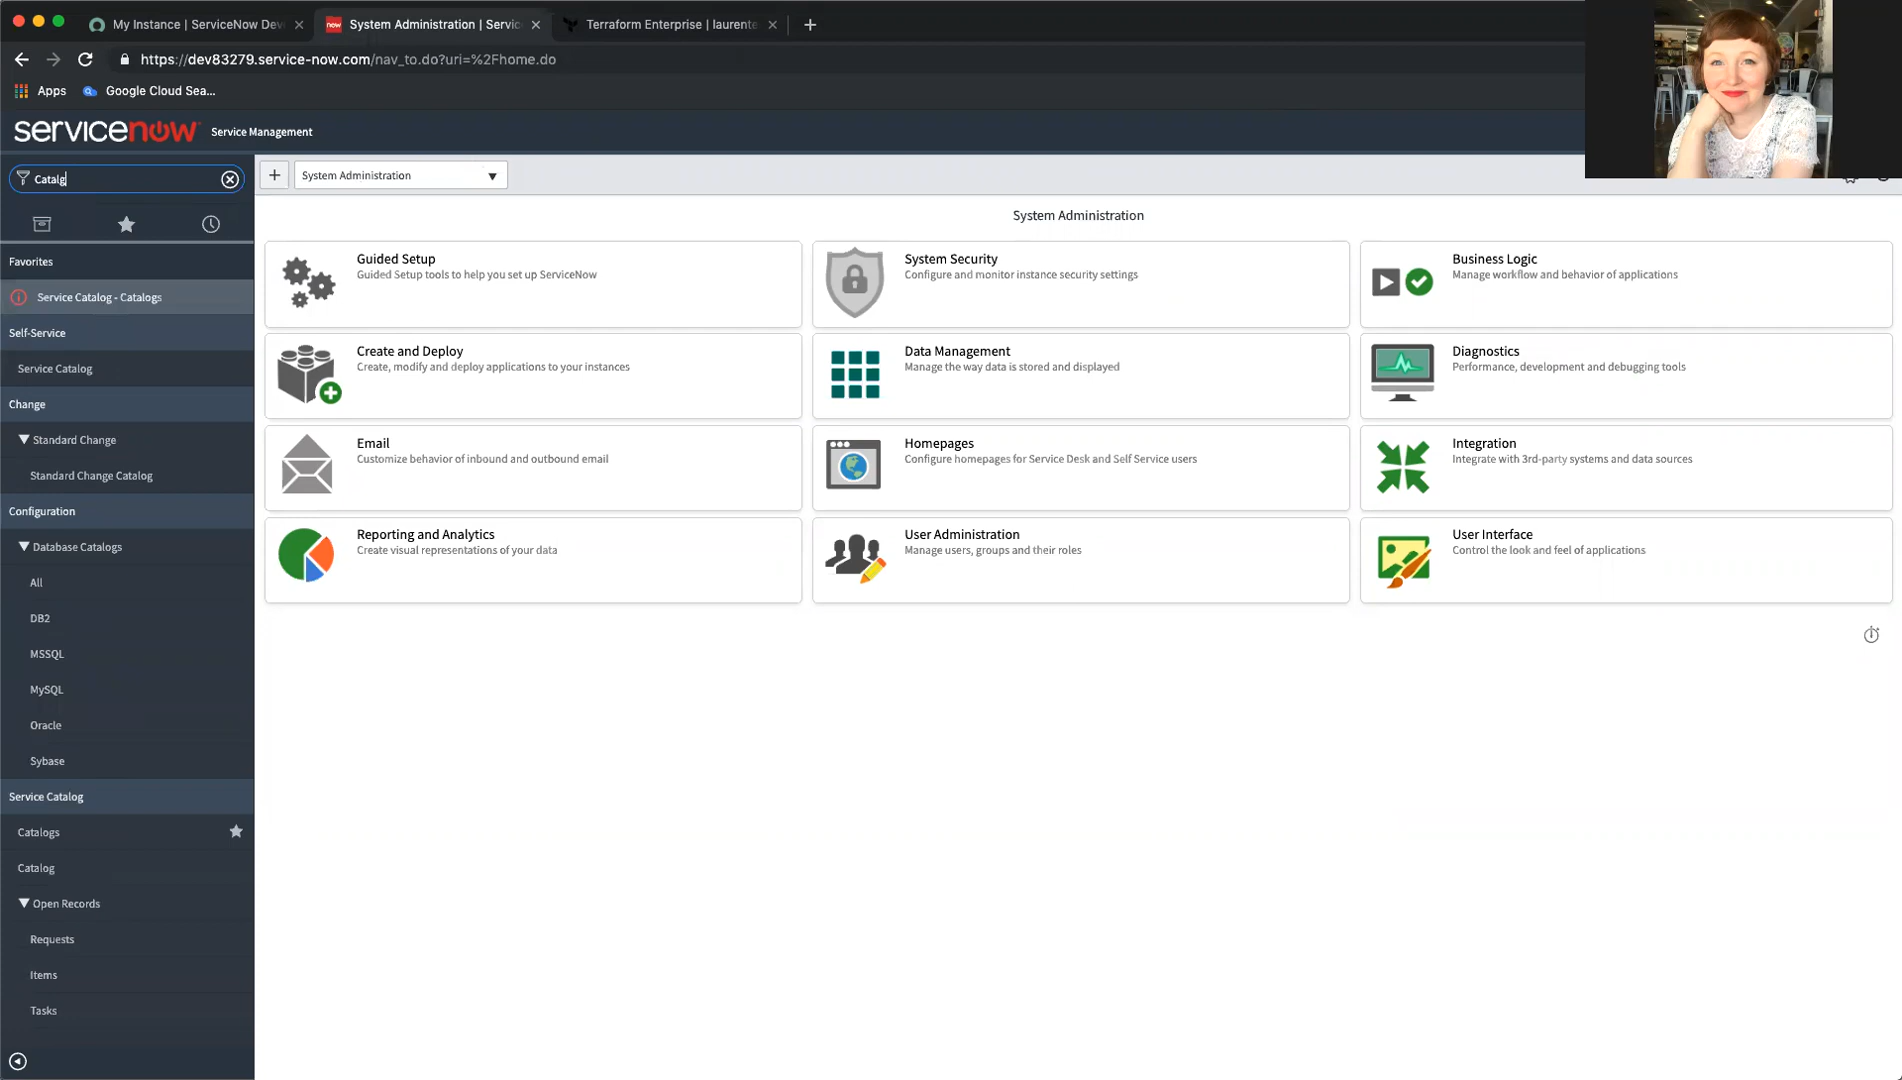 My Instance | ServiceNow Dev
System Administration | Servic
Terraform Enterprise | laurente
https://dev83279.service-now.com/nav_to.do?uri=%2Fhome.do
Apps
Google Cloud Sea...
servicenow Service Management
Catalg
System Administration
Favorites
Service Catalog - Catalogs
Self-Service
Service Catalog
Change
Standard Change
Standard Change Catalog
Configuration
Database Catalogs
All
DB2
MSSQL
MySQL
Oracle
Sybase
Service Catalog
Catalogs
Catalog
Open Records
Requests
Items
Tasks
System Administration
Guided Setup
Guided Setup tools to help you set up ServiceNow
System Security
Configure and monitor instance security settings
Business Logic
Manage workflow and behavior of applications
Create and Deploy
Create, modify and deploy applications to your instances
Data Management
Manage the way data is stored and displayed
Diagnostics
Performance, development and debugging tools
Email
Customize behavior of inbound and outbound email
Homepages
Configure homepages for Service Desk and Self Service users
Integration
Integrate with 3rd-party systems and data sources
Reporting and Analytics
Create visual representations of your data
User Administration
Manage users, groups and their roles
User Interface
Control the look and feel of applications